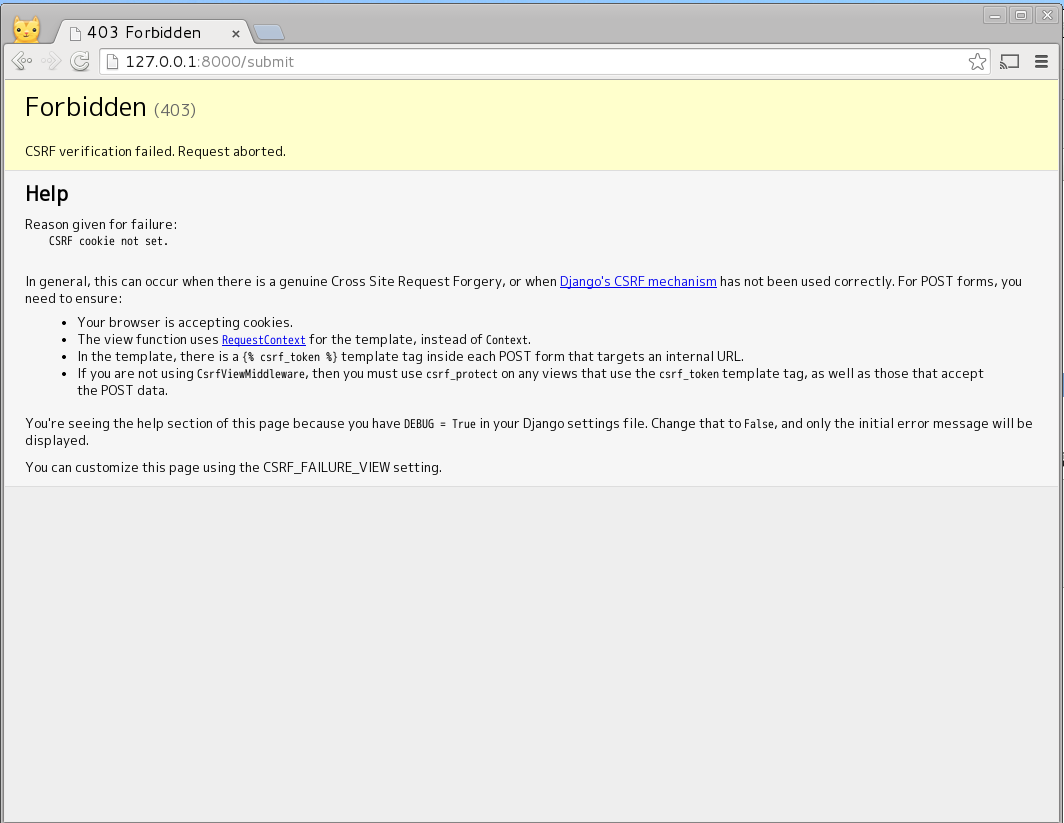 403 Forbidden
127.0.0.1:8000/submit
Forbidden (403)
CSRF verification failed. Request aborted.
Help
Reason given for failure:
CSRF cookie not set.
In general, this can occur when there is a genuine Cross Site Request Forgery, or when Django's CSRF mechanism has not been used correctly. For POST forms, you
need to ensure:
• Your browser is accepting cookies.
• The view function uses RequestContext for the template, instead of Context.
• In the template, there is a {% csrf_token %} template tag inside each POST form that targets an internal URL.
• If you are not using CsrfViewMiddleware, then you must use csrf_protect on any views that use the csrf_token template tag, as well as those that accept
the POST data.
You're seeing the help section of this page because you have DEBUG = True in your Django settings file. Change that to False, and only the initial error message will be
displayed.
You can customize this page using the CSRF_FAILURE_VIEW setting.